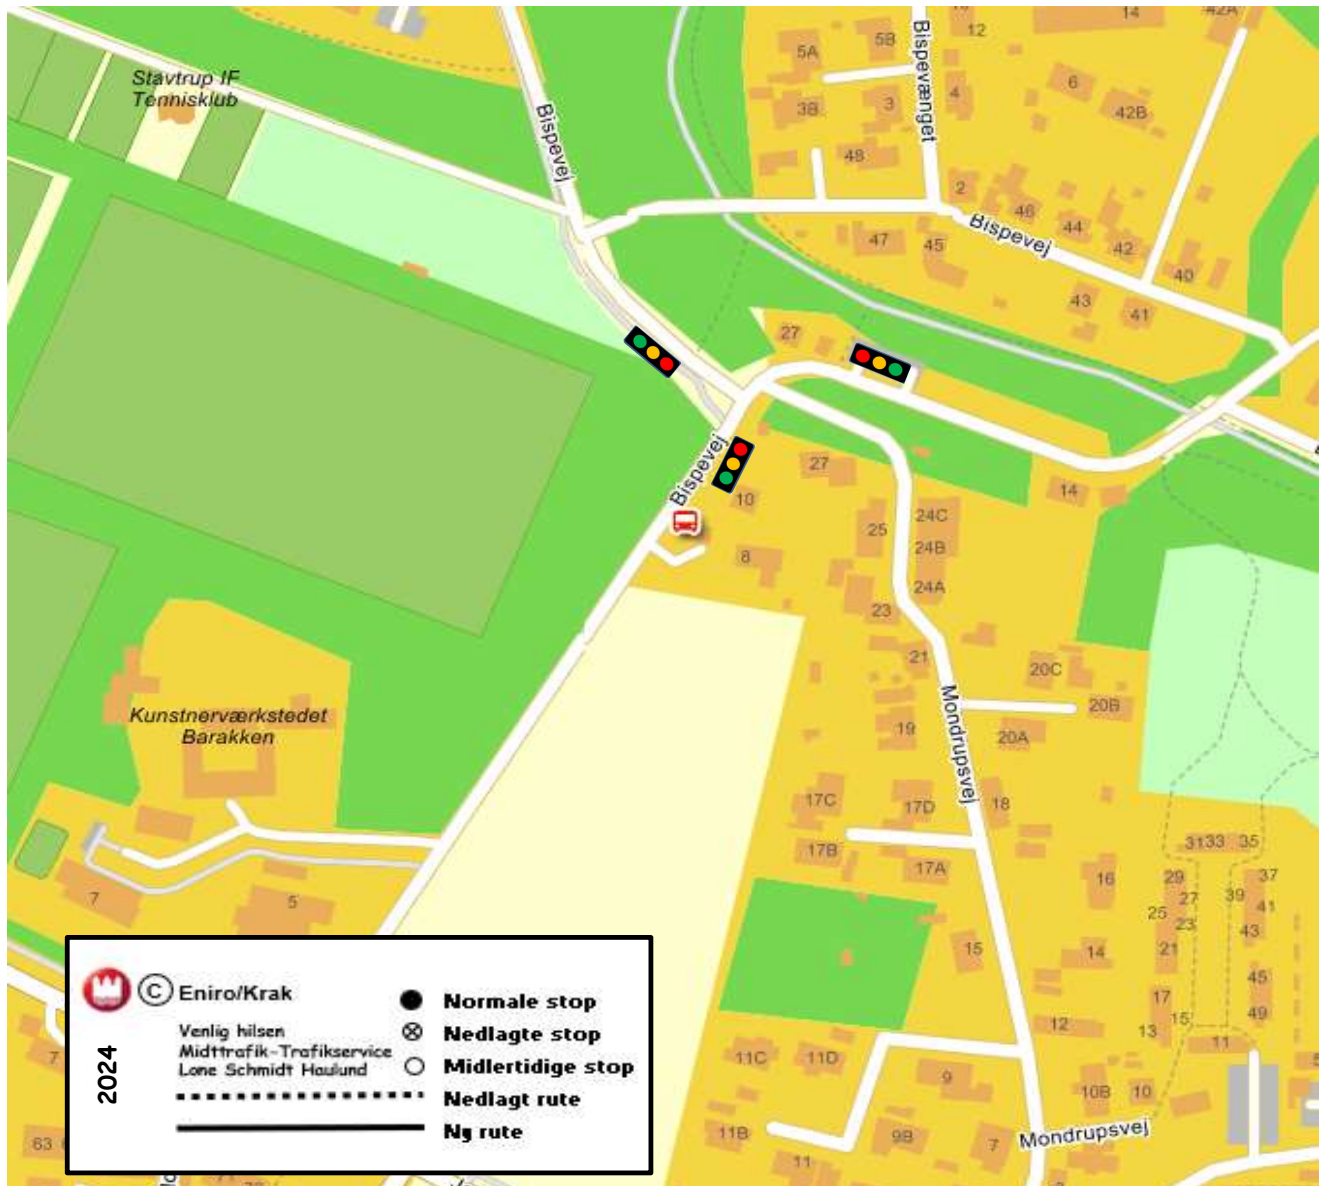 Stavtrup IF
Tennisklub
Bispevej
Bispevænget
5A
5B
12
14
42A
3B
3
4
6
42B
48
2
46
44
42
40
47
45
Bispevej
43
41
27
Bispevej
10
8
27
25
24C
24B
24A
23
14
21
20C
20B
20A
19
Mondrupsvej
18
Kunstnerværkstedet
Barakken
17C
17D
17B
17A
16
31
33
35
29
27
25
23
21
37
39
41
43
45
49
17
15
13
11
7
5
15
14
12
11C
11D
9
10B
10
11B
9B
7
11
Mondrupsvej
7
63
C Eniro/Krak
Venlig hilsen
Midttrafik-Trafikservice
Lone Schmidt Haulund
2024
Normale stop
Nedlagte stop
Midlertidige stop
Nedlagt rute
Ny rute